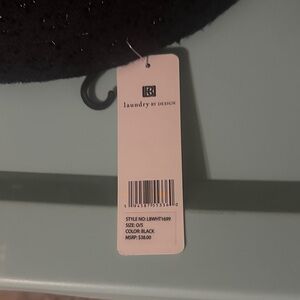 laundry BY DESIGN
STYLE NO: LBWHT1699
SIZE: O/S
COLOR: BLACK
MSRP: $38.00